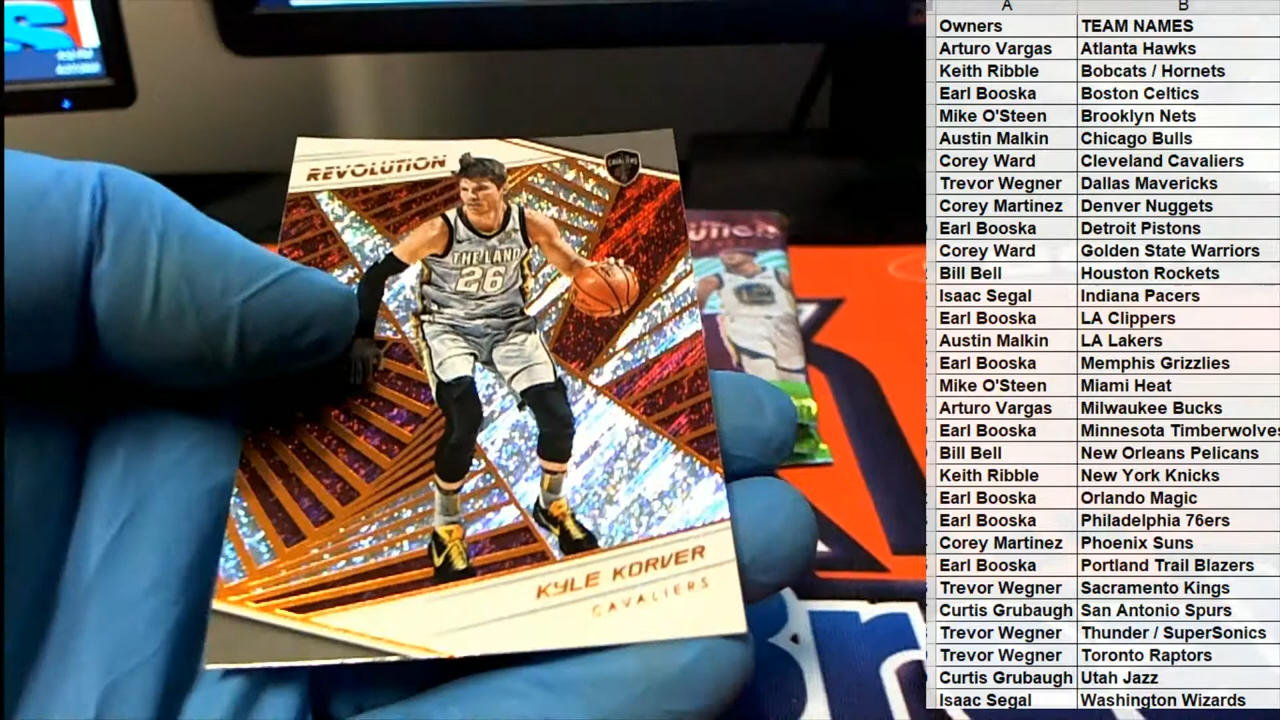 REVOLUTION
CAVALIERS
THE LAND
26
KYLE KORVER
CAVALIERS
A B
Owners TEAM NAMES
Arturo Vargas Atlanta Hawks
Keith Ribble Bobcats / Hornets
Earl Booska Boston Celtics
Mike O'Steen Brooklyn Nets
Austin Malkin Chicago Bulls
Corey Ward Cleveland Cavaliers
Trevor Wegner Dallas Mavericks
Corey Martinez Denver Nuggets
Earl Booska Detroit Pistons
Corey Ward Golden State Warriors
Bill Bell Houston Rockets
Isaac Segal Indiana Pacers
Earl Booska LA Clippers
Austin Malkin LA Lakers
Earl Booska Memphis Grizzlies
Mike O'Steen Miami Heat
Arturo Vargas Milwaukee Bucks
Earl Booska Minnesota Timberwolves
Bill Bell New Orleans Pelicans
Keith Ribble New York Knicks
Earl Booska Orlando Magic
Earl Booska Philadelphia 76ers
Corey Martinez Phoenix Suns
Earl Booska Portland Trail Blazers
Trevor Wegner Sacramento Kings
Curtis Grubaugh San Antonio Spurs
Trevor Wegner Thunder / SuperSonics
Trevor Wegner Toronto Raptors
Curtis Grubaugh Utah Jazz
Isaac Segal Washington Wizards